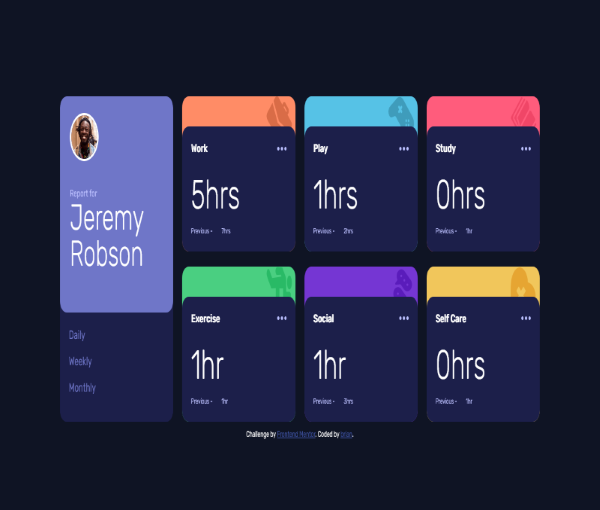 Report for
Jeremy
Robson
Daily
Weekly
Monthly
Work
5hrs
Previous - 7hrs
Play
1hrs
Previous - 2hrs
Study
0hrs
Previous - 1hr
Exercise
1hr
Previous - 1hr
Social
1hr
Previous - 3hrs
Self Care
0hrs
Previous - 1hr
Challenge by Frontend Mentor. Coded by